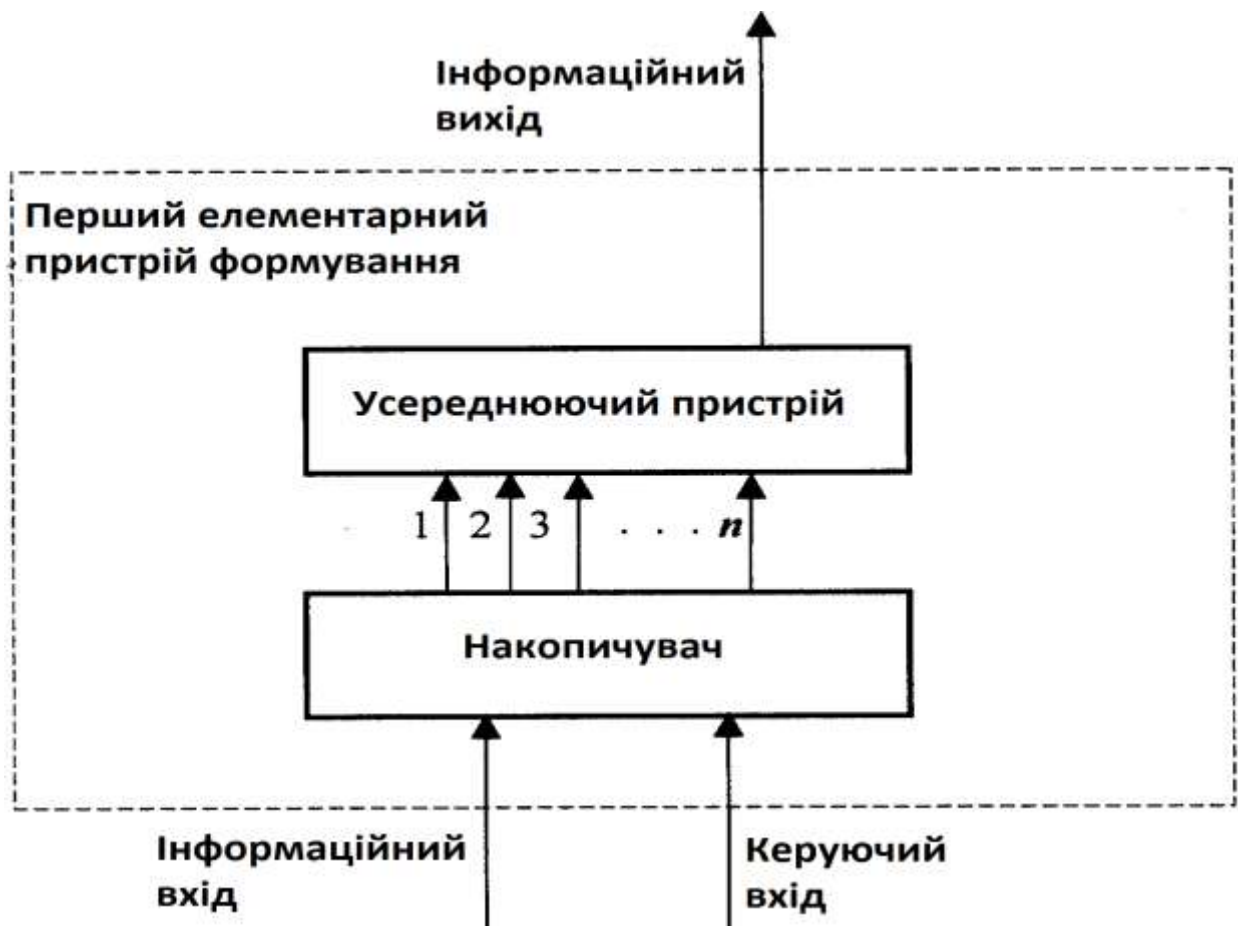 Інформаційний
вихід
Перший елементарний
пристрій формування
Усереднюючий пристрій
1 2 3 . . . n
Накопичувач
Інформаційний
вхід
Керуючий
вхід